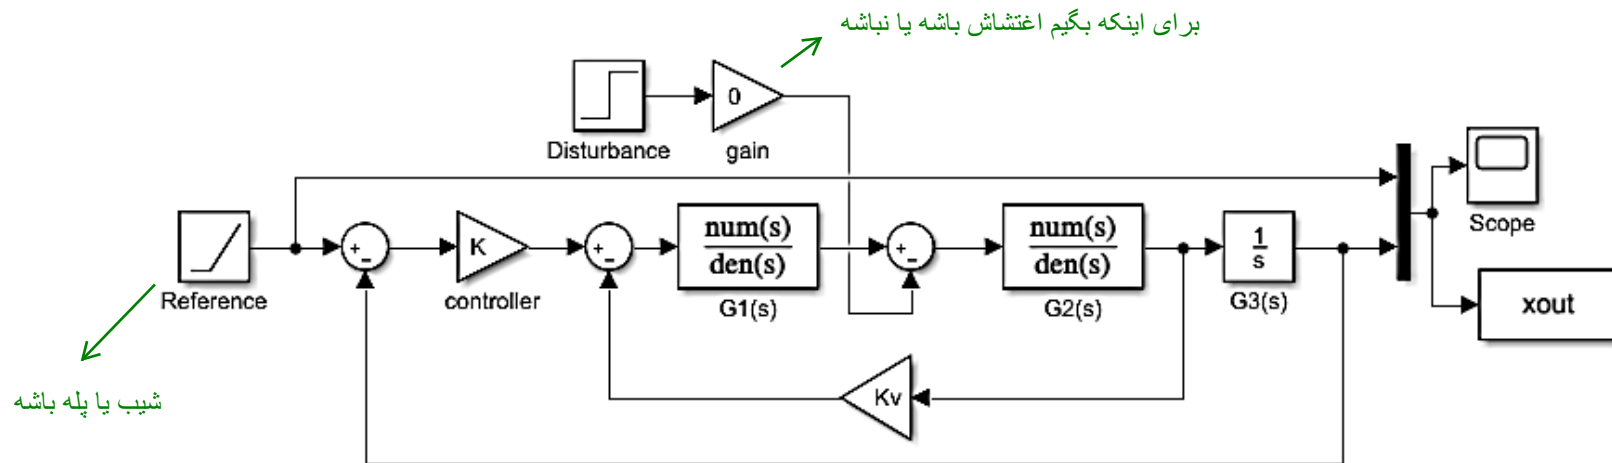 برای اینکه بگیم اغتشاش باشه یا نباشه
0
Disturbance
gain
Scope
Reference
+
−
K
controller
+
−
num(s)
den(s)
G1(s)
+
−
num(s)
den(s)
G2(s)
1
s
G3(s)
xout
Kv
شیب یا پله باشه